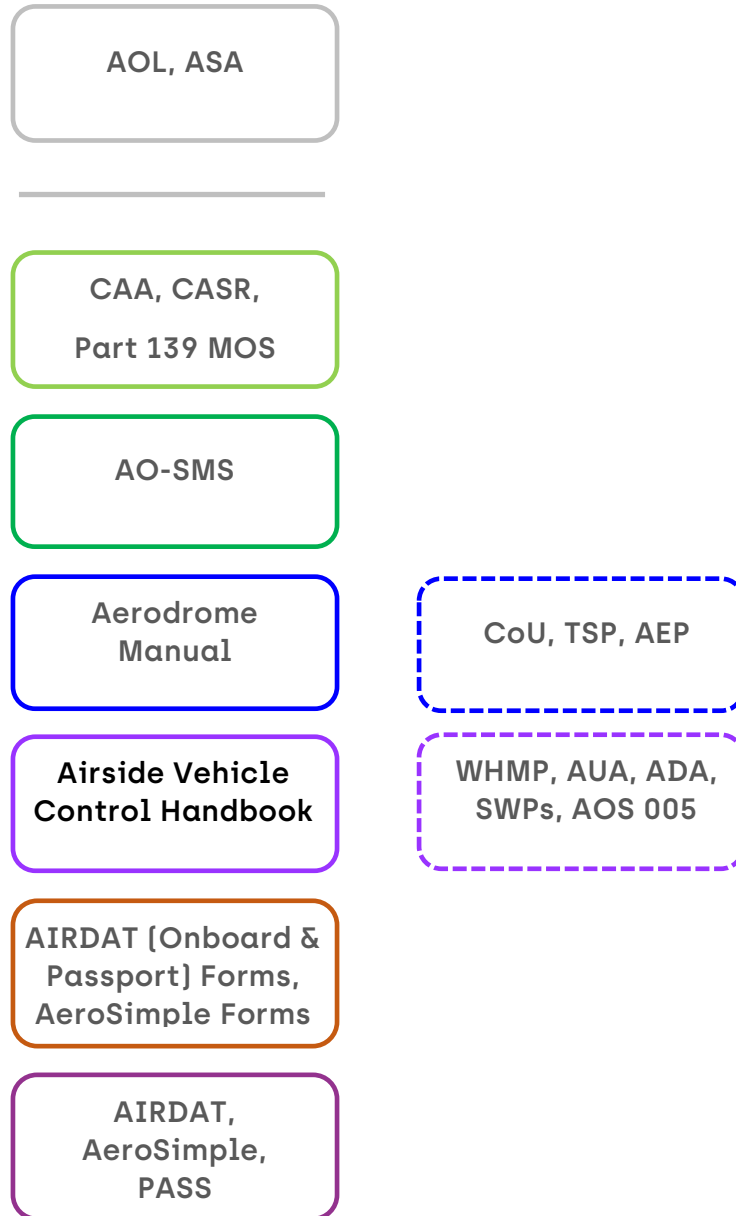 AOL, ASA
CAA, CASR,
Part 139 MOS
AO-SMS
Aerodrome
Manual
CoU, TSP, AEP
Airside Vehicle
Control Handbook
WHMP, AUA, ADA,
SWPs, AOS 005
AIRDAT (Onboard &
Passport) Forms,
AeroSimple Forms
AIRDAT,
AeroSimple,
PASS